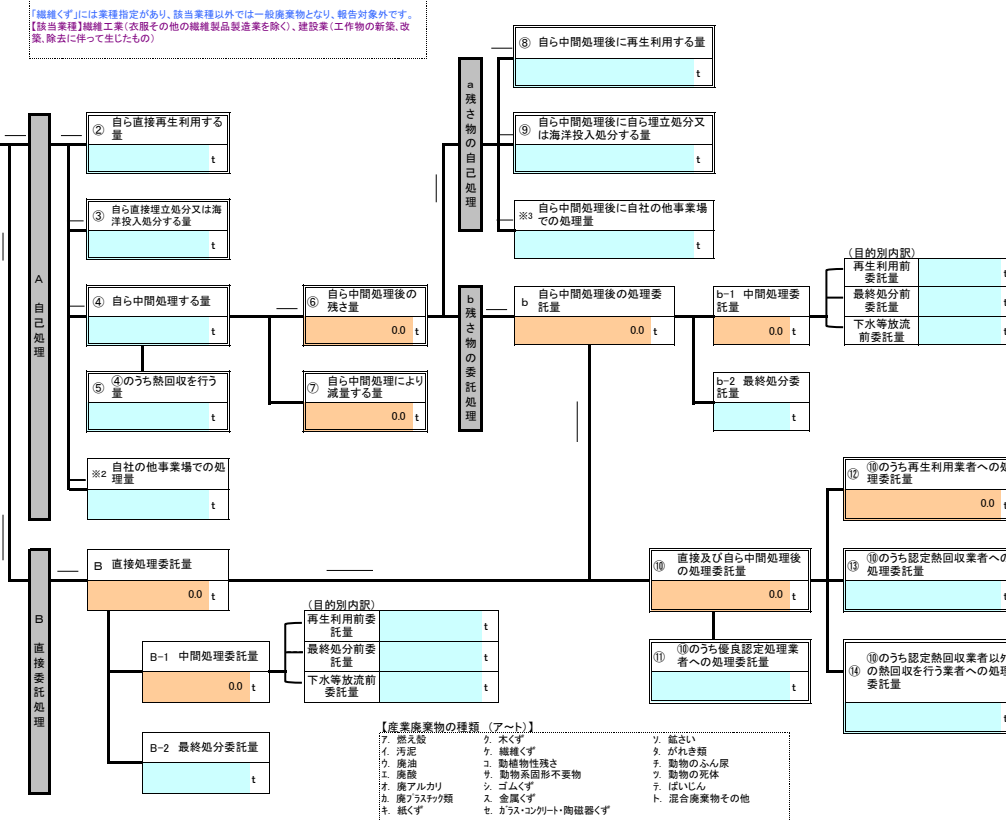 「繊維くず」には業種指定があり、該当業種以外では一般廃棄物となり、報告対象外です。
【該当業種】繊維工業（衣服その他の繊維製品製造業を除く）、建設業（工作物の新築、改
築、除去に伴って生じたもの）
⑧ 自ら中間処理後に再生利用する量
t
a 残さ物の自己処理
② 自ら直接再生利用する
量
t
⑨ 自ら中間処理後に自ら埋立処分又
は海洋投入処分する量
t
③ 自ら直接埋立処分又は海
洋投入処分する量
t
※3 自ら中間処理後に自社の他事業場
での処理量
t
A 自己処理
④ 自ら中間処理する量
t
⑥ 自ら中間処理後の
残さ量
0.0 t
b 残さ物の委託処理
b 自ら中間処理後の処理委
託量
0.0 t
b-1 中間処理委
託量
0.0 t
（目的別内訳）
再生利用前
委託量
t
最終処分前
委託量
t
下水等放流
前委託量
t
⑤ ④のうち熱回収を行う
量
t
⑦ 自ら中間処理により
減量する量
0.0 t
b-2 最終処分委
託量
t
※2 自社の他事業場での処
理量
t
⑫ ⑩のうち再生利用業者への処
理委託量
0.0 t
B 直接委託処理
B 直接処理委託量
0.0 t
⑩ 直接及び自ら中間処理後
の処理委託量
0.0 t
⑬ ⑩のうち認定熱回収業者への
処理委託量
t
（目的別内訳）
再生利用前委
託量
t
最終処分前委
託量
t
下水等放流前
委託量
t
B-1 中間処理委託量
0.0 t
⑪ ⑩のうち優良認定処理業
者への処理委託量
t
⑭ ⑩のうち認定熱回収業者以外
の熱回収を行う業者への処理
委託量
t
B-2 最終処分委託量
t
【産業廃棄物の種類 （ア～ト）】
ア. 燃え殻 ク. 木くず ソ. 鉱さい
イ. 汚泥 ケ. 繊維くず タ. がれき類
ウ. 廃油 コ. 動植物性残さ チ. 動物のふん尿
エ. 廃酸 サ. 動物系固形不要物 ツ. 動物の死体
オ. 廃アルカリ シ. ゴムくず テ. ばいじん
カ. 廃プラスチック類 ス. 金属くず ト. 混合廃棄物その他
キ. 紙くず セ. ガラス・コンクリート・陶磁器くず